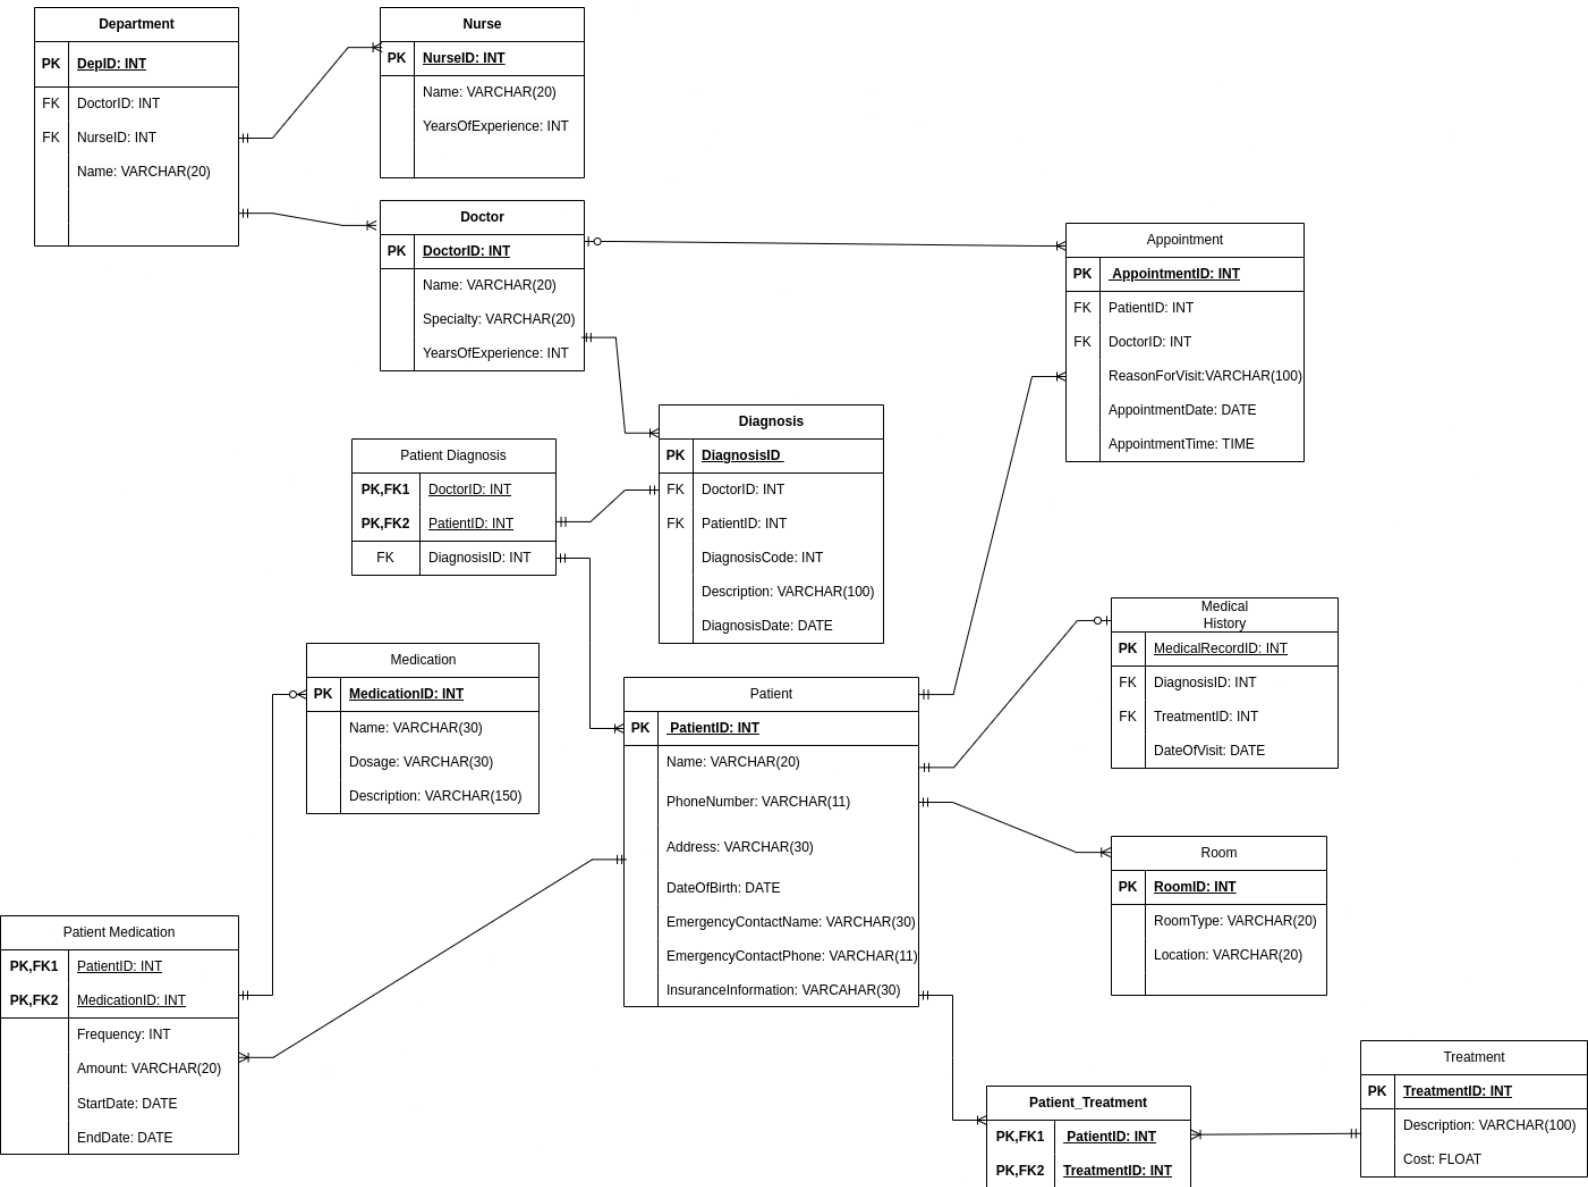 Department
PK DepID: INT
FK DoctorID: INT
FK NurseID: INT
Name: VARCHAR(20)
Nurse
PK NurseID: INT
Name: VARCHAR(20)
YearsOfExperience: INT
Doctor
PK DoctorID: INT
Name: VARCHAR(20)
Specialty: VARCHAR(20)
YearsOfExperience: INT
Appointment
PK AppointmentID: INT
FK PatientID: INT
FK DoctorID: INT
ReasonForVisit:VARCHAR(100)
AppointmentDate: DATE
AppointmentTime: TIME
Diagnosis
PK DiagnosisID
FK DoctorID: INT
FK PatientID: INT
DiagnosisCode: INT
Description: VARCHAR(100)
DiagnosisDate: DATE
Patient Diagnosis
PK,FK1 DoctorID: INT
PK,FK2 PatientID: INT
FK DiagnosisID: INT
Medical
History
PK MedicalRecordID: INT
FK DiagnosisID: INT
FK TreatmentID: INT
DateOfVisit: DATE
Medication
PK MedicationID: INT
Name: VARCHAR(30)
Dosage: VARCHAR(30)
Description: VARCHAR(150)
Patient
PK PatientID: INT
Name: VARCHAR(20)
PhoneNumber: VARCHAR(11)
Address: VARCHAR(30)
DateOfBirth: DATE
EmergencyContactName: VARCHAR(30)
EmergencyContactPhone: VARCHAR(11)
InsuranceInformation: VARCAHAR(30)
Room
PK RoomID: INT
RoomType: VARCHAR(20)
Location: VARCHAR(20)
Patient Medication
PK,FK1 PatientID: INT
PK,FK2 MedicationID: INT
Frequency: INT
Amount: VARCHAR(20)
StartDate: DATE
EndDate: DATE
Patient_Treatment
PK,FK1 PatientID: INT
PK,FK2 TreatmentID: INT
Treatment
PK TreatmentID: INT
Description: VARCHAR(100)
Cost: FLOAT